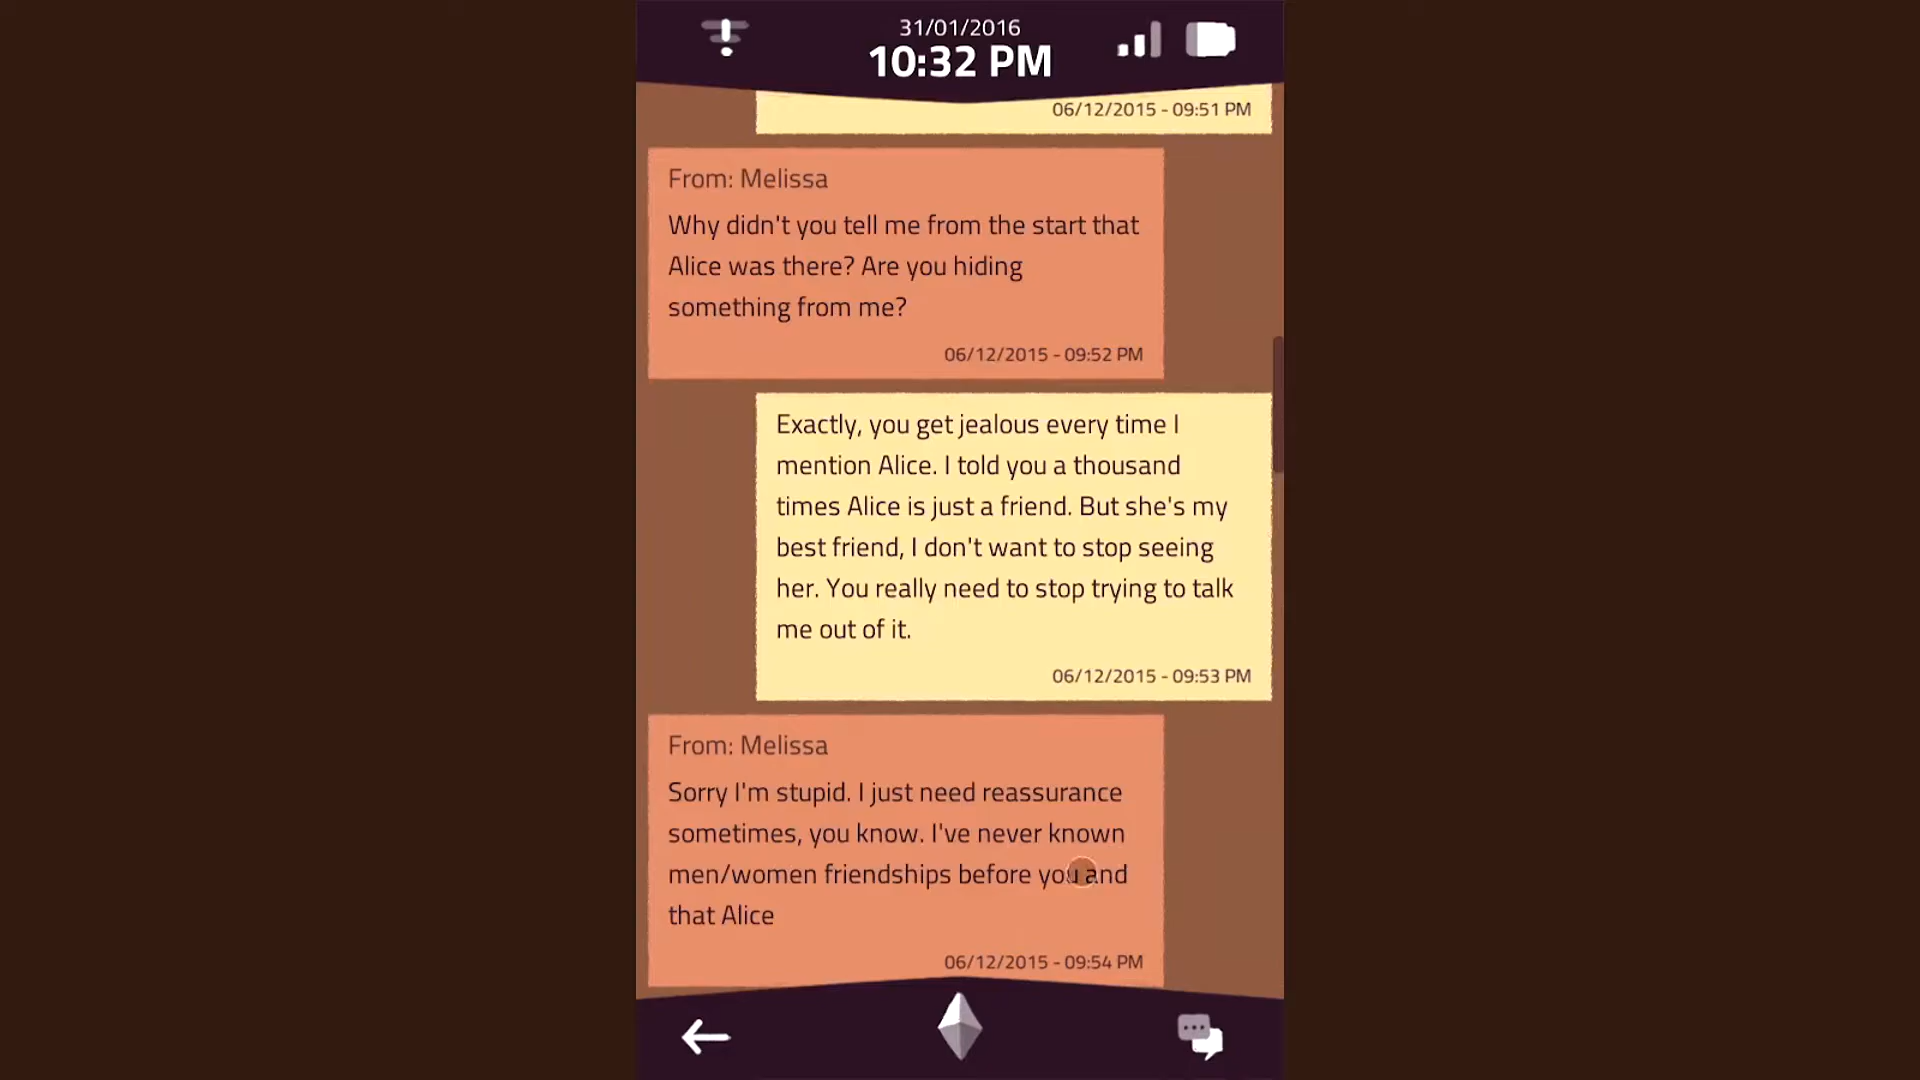 31/01/2016
10:32 PM
06/12/2015 - 09:51 PM
From: Melissa
Why didn't you tell me from the start that
Alice was there? Are you hiding
something from me?
06/12/2015 - 09:52 PM
Exactly, you get jealous every time I
mention Alice. I told you a thousand
times Alice is just a friend. But she's my
best friend, I don't want to stop seeing
her. You really need to stop trying to talk
me out of it.
06/12/2015 - 09:53 PM
From: Melissa
Sorry I'm stupid. I just need reassurance
sometimes, you know. I've never known
men/women friendships before you and
that Alice
06/12/2015 - 09:54 PM